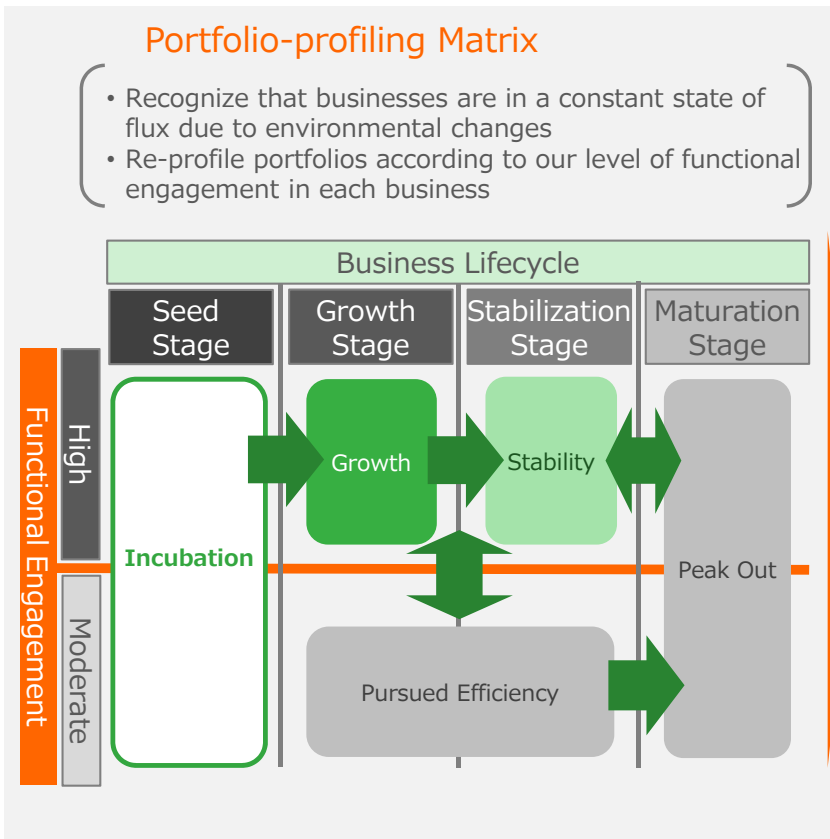 Portfolio-profiling Matrix
• Recognize that businesses are in a constant state of
flux due to environmental changes
• Re-profile portfolios according to our level of functional
engagement in each business
Business Lifecycle
Seed
Stage
Growth
Stage
Stabilization
Stage
Maturation
Stage
Functional Engagement
High
Moderate
Incubation
Growth
Stability
Peak Out
Pursued Efficiency